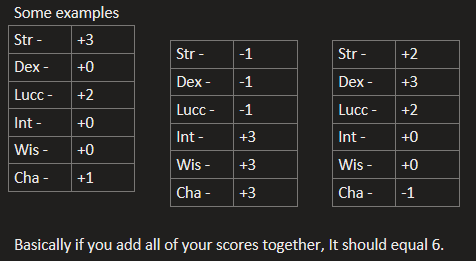 Some examples
Str - +3
Dex - +0
Lucc - +2
Int - +0
Wis - +0
Cha - +1
Str - -1
Dex - -1
Lucc - -1
Int - +3
Wis - +3
Cha - +3
Str - +2
Dex - +3
Lucc - +2
Int - +0
Wis - +0
Cha - -1
Basically if you add all of your scores together, It should equal 6.